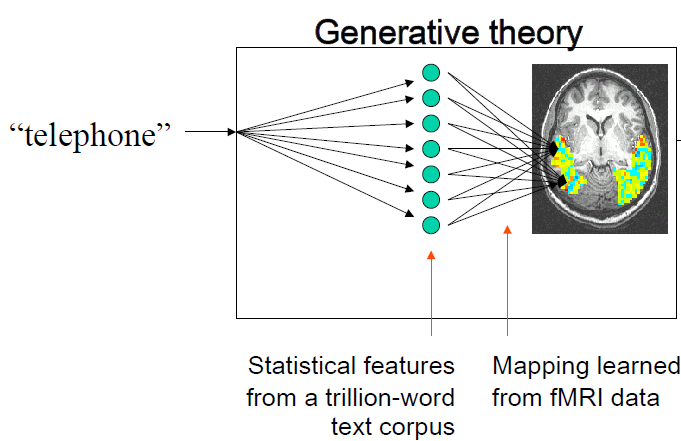 Generative theory
“telephone”
Statistical features
from a trillion-word
text corpus
Mapping learned
from fMRI data